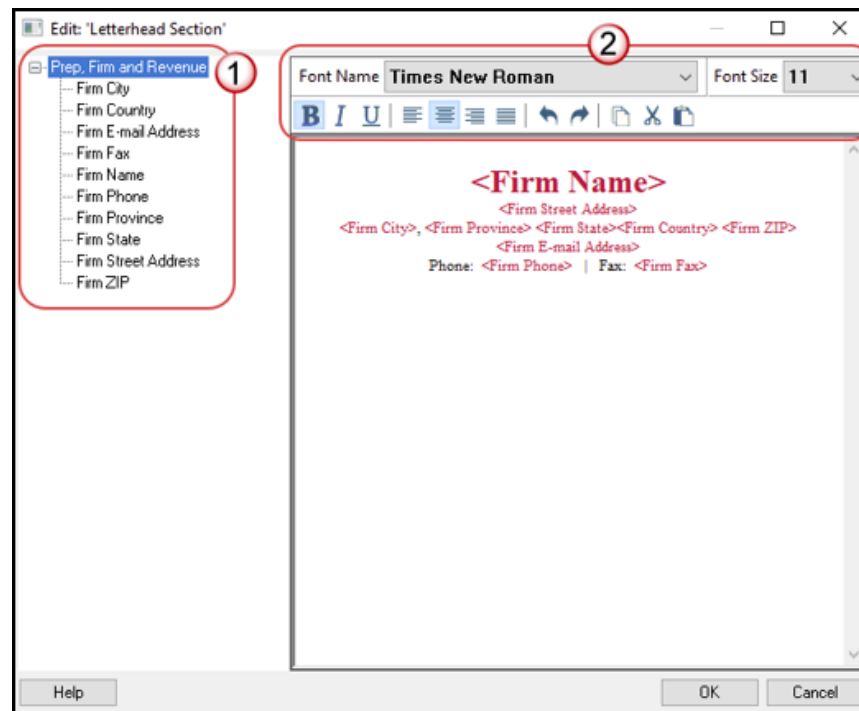 Edit: 'Letterhead Section'
Prep, Firm and Revenue
Firm City
Firm Country
Firm E-mail Address
Firm Fax
Firm Name
Firm Phone
Firm Province
Firm State
Firm Street Address
Firm ZIP
1
2
Font Name Times New Roman Font Size 11
B I U
<Firm Name>
<Firm Street Address>
<Firm City>, <Firm Province> <Firm State><Firm Country> <Firm ZIP>
<Firm E-mail Address>
Phone: <Firm Phone> | Fax: <Firm Fax>
Help OK Cancel